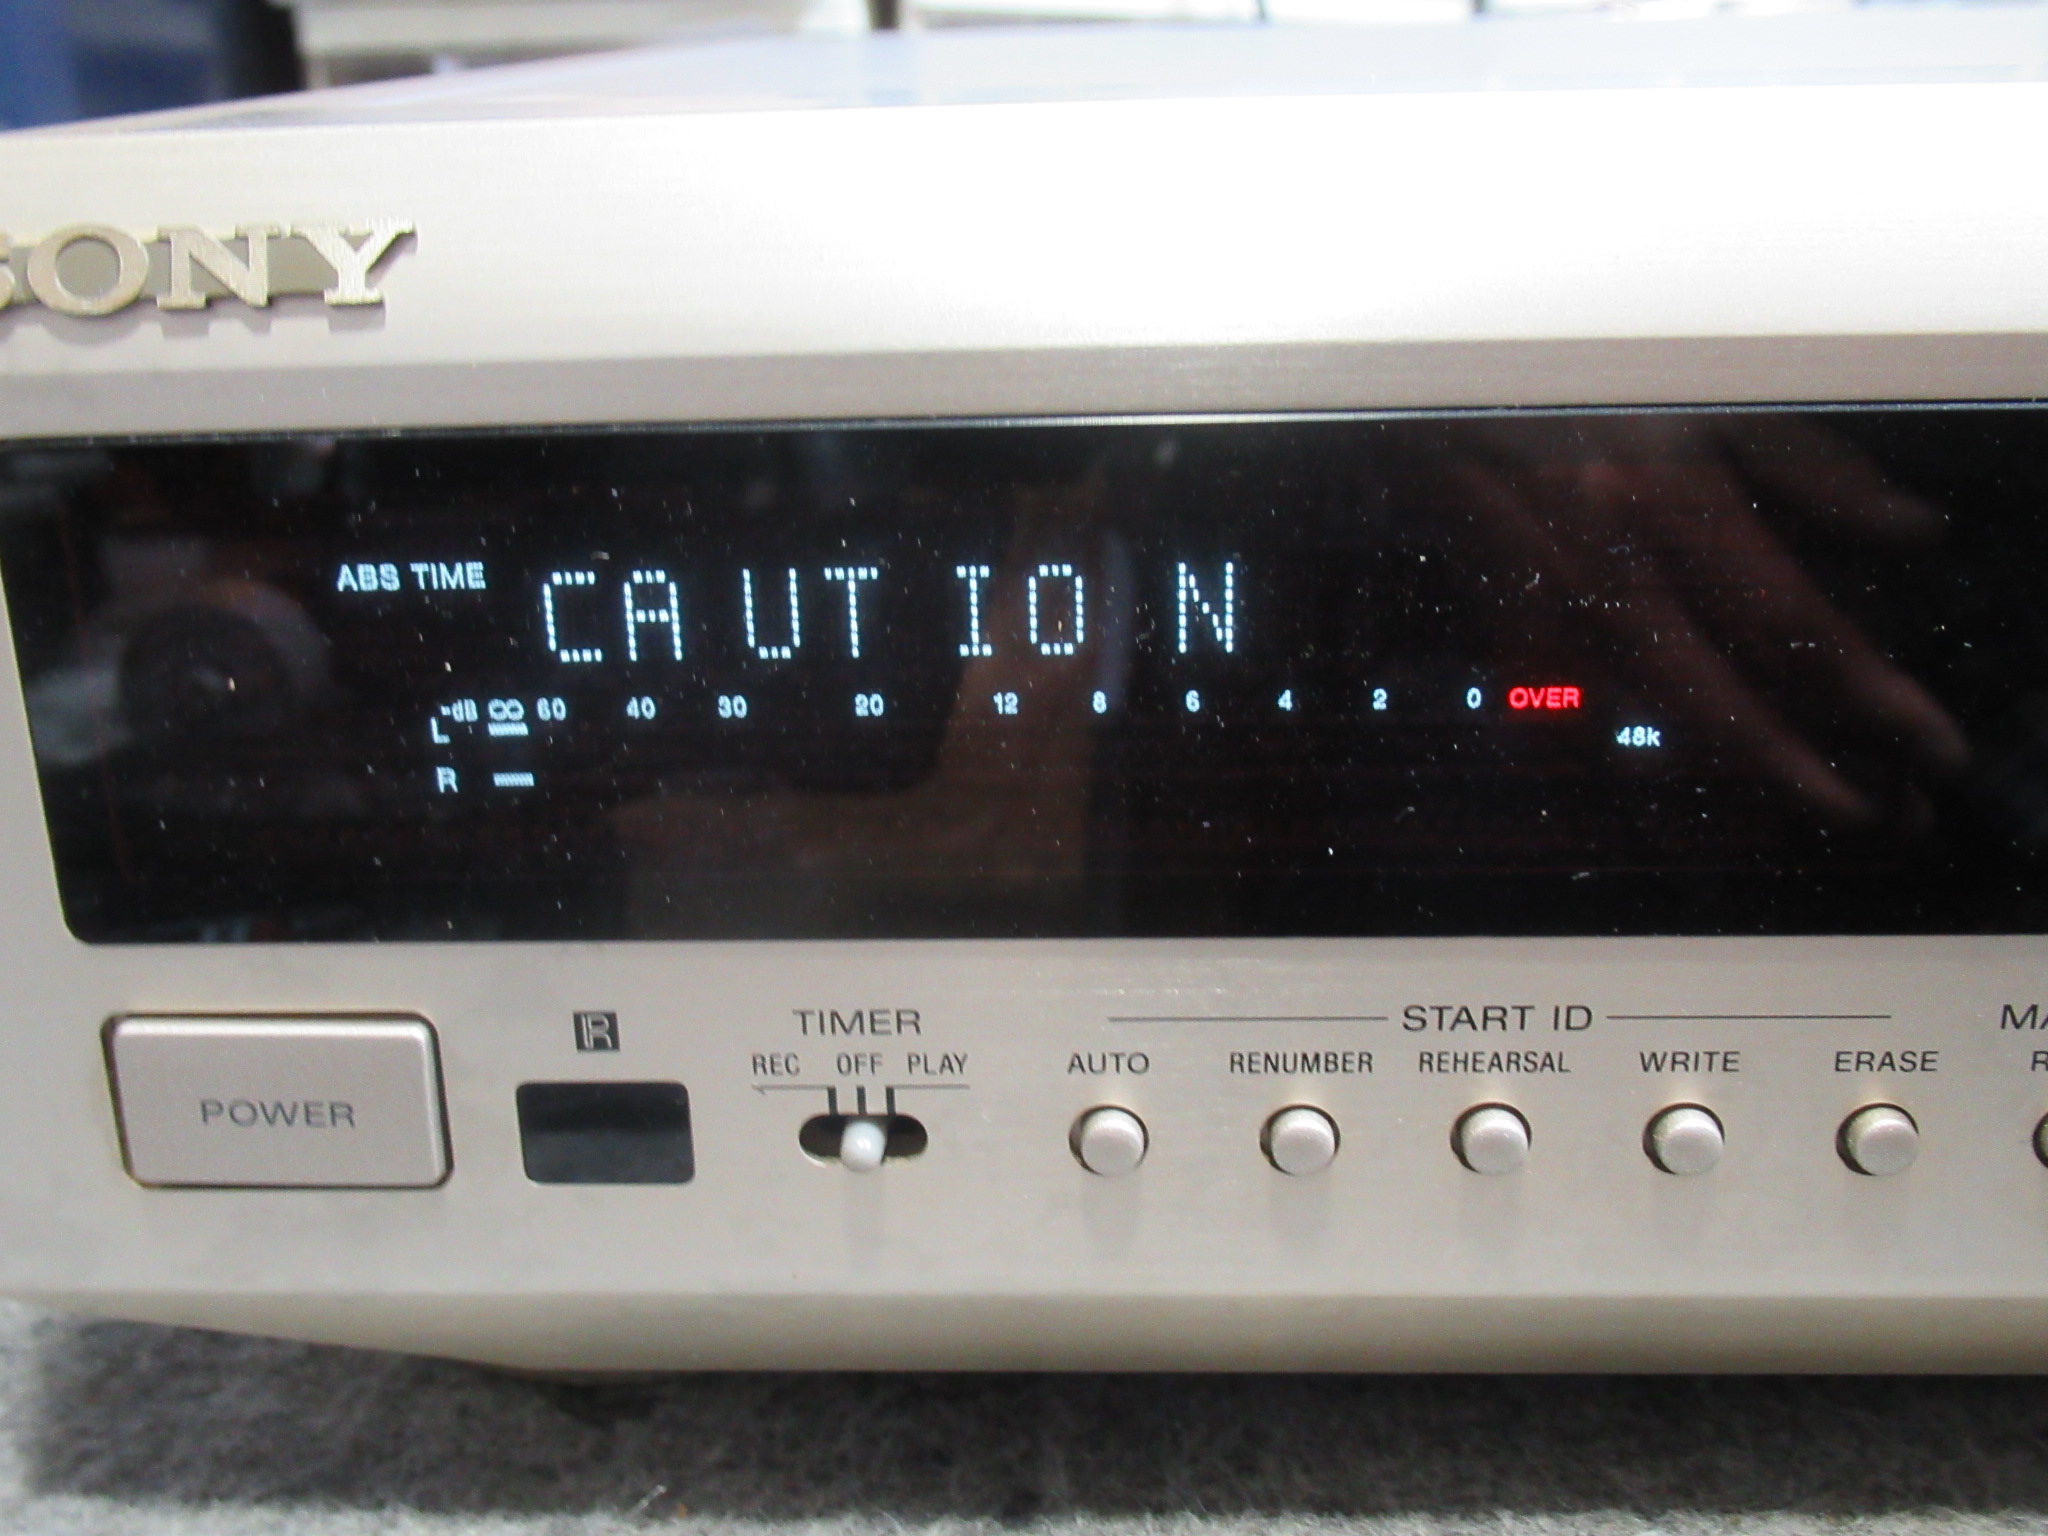 SONY
ABS TIME CAUTION
-dB ∞ 60 40 30 20 12 8 6 4 2 0 OVER
L
48k
R
POWER
R
TIMER
REC OFF PLAY
START ID
AUTO RENUMBER REHEARSAL WRITE ERASE